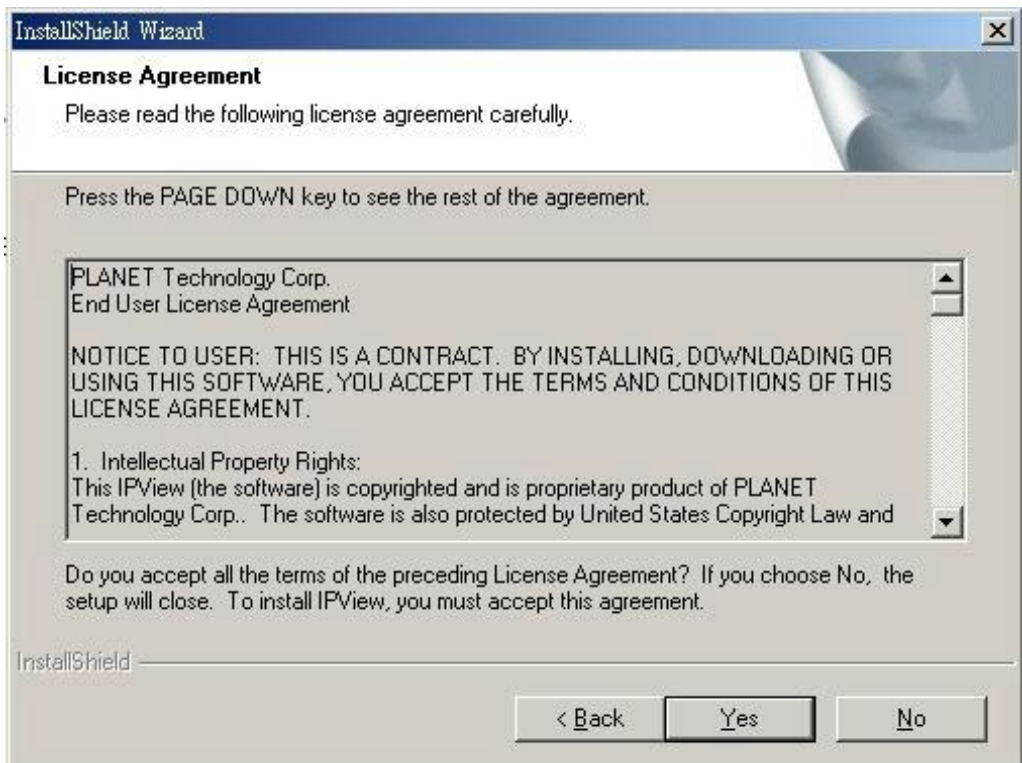 InstallShield Wizard
License Agreement
Please read the following license agreement carefully.
Press the PAGE DOWN key to see the rest of the agreement.
PLANET Technology Corp.
End User License Agreement
NOTICE TO USER:  THIS IS A CONTRACT.  BY INSTALLING, DOWNLOADING OR
USING THIS SOFTWARE, YOU ACCEPT THE TERMS AND CONDITIONS OF THIS
LICENSE AGREEMENT.
1.  Intellectual Property Rights:
This IPView (the software) is copyrighted and is proprietary product of PLANET
Technology Corp..  The software is also protected by United States Copyright Law and
Do you accept all the terms of the preceding License Agreement?  If you choose No,  the
setup will close.  To install IPView, you must accept this agreement.
InstallShield
< Back
Yes
No